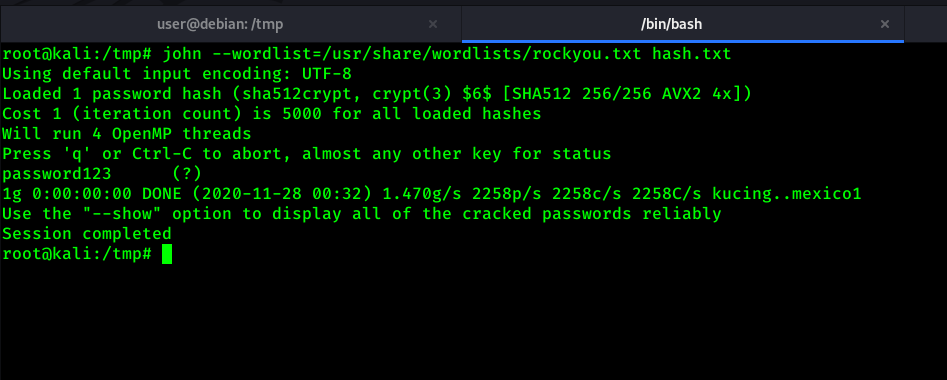 user@debian: /tmp × /bin/bash ×
root@kali:/tmp# john --wordlist=/usr/share/wordlists/rockyou.txt hash.txt
Using default input encoding: UTF-8
Loaded 1 password hash (sha512crypt, crypt(3) $6$ [SHA512 256/256 AVX2 4x])
Cost 1 (iteration count) is 5000 for all loaded hashes
Will run 4 OpenMP threads
Press 'q' or Ctrl-C to abort, almost any other key for status
password123      (?)
1g 0:00:00:00 DONE (2020-11-28 00:32) 1.470g/s 2258p/s 2258c/s 2258C/s kucing..mexico1
Use the "--show" option to display all of the cracked passwords reliably
Session completed
root@kali:/tmp#